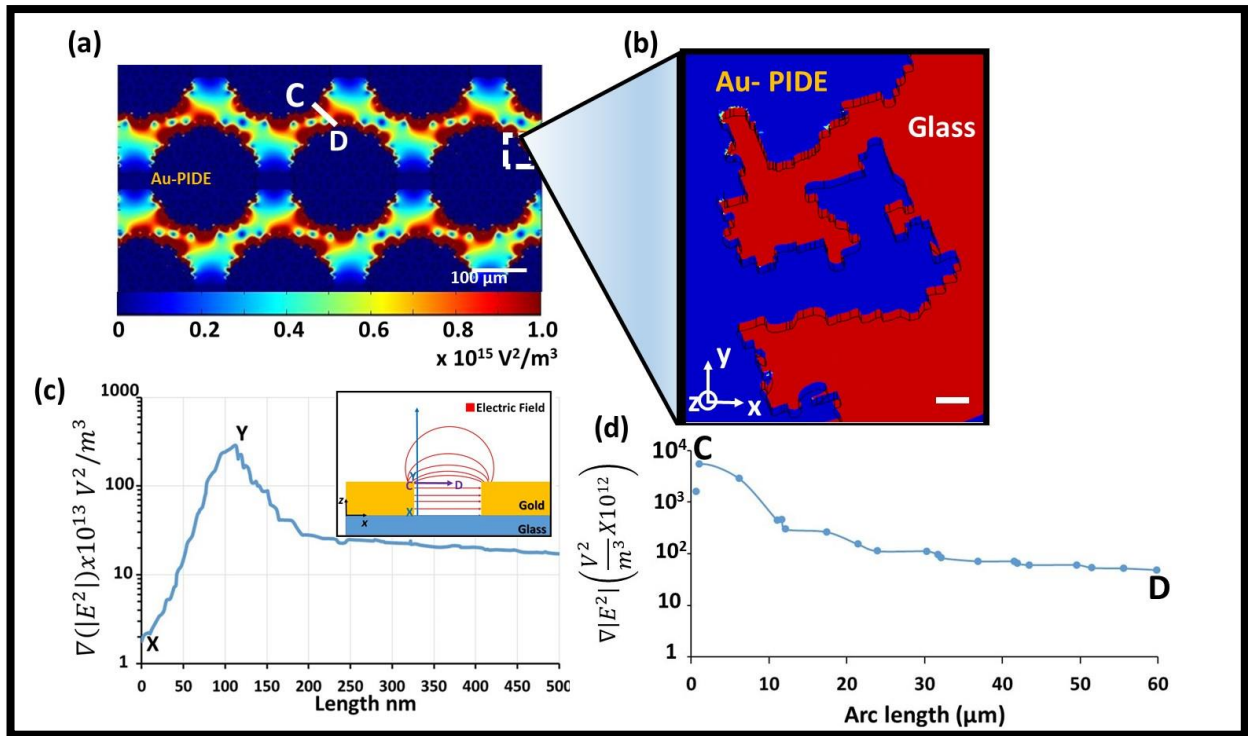 (a)
C
D
Au-PIDE
100 μm
0 0.2 0.4 0.6 0.8 1.0
x 10¹⁵ V²/m³
(b)
Au- PIDE
Glass
y
z
x
(c)
1000
100
10
1
∇(|E²|)x10¹³ V²/m³
X
Y
0 50 100 150 200 250 300 350 400 450 500
Length nm
Electric Field
Y
C D
X
z
x
Gold
Glass
(d)
10⁴
10³
10²
10
1
∇|E²| (V²/m³ X10¹²)
C
D
0 10 20 30 40 50 60
Arc length (μm)